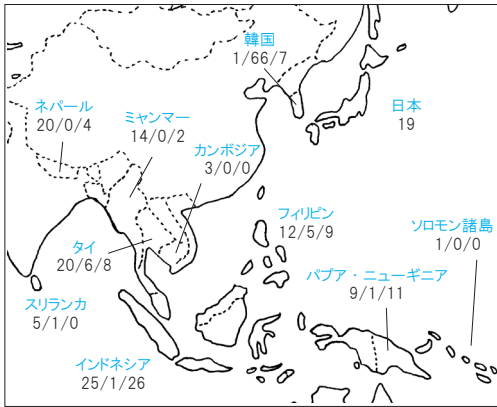 韓国
1/66/7
日本
19
ネパール
20/0/4
ミャンマー
14/0/2
カンボジア
3/0/0
フィリピン
12/5/9
ソロモン諸島
1/0/0
タイ
20/6/8
パプア・ニューギニア
9/1/11
スリランカ
5/1/0
インドネシア
25/1/26